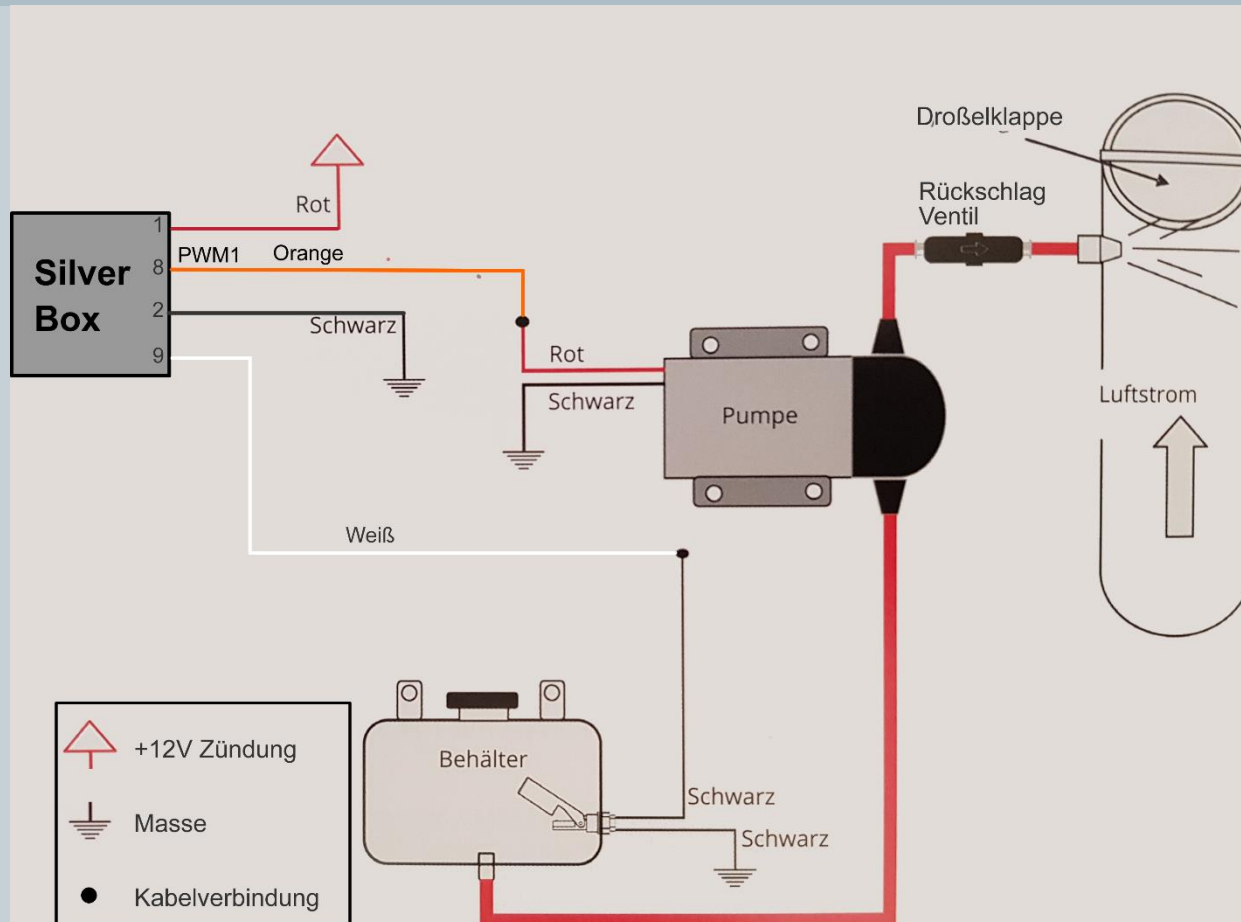 Droßelklappe
Rückschlag
Ventil
Rot
1
Silver
Box
PWM1
Orange
8
2
Schwarz
9
Rot
Schwarz
Pumpe
Luftstrom
Weiß
Behälter
Schwarz
Schwarz
+12V Zündung
Masse
Kabelverbindung